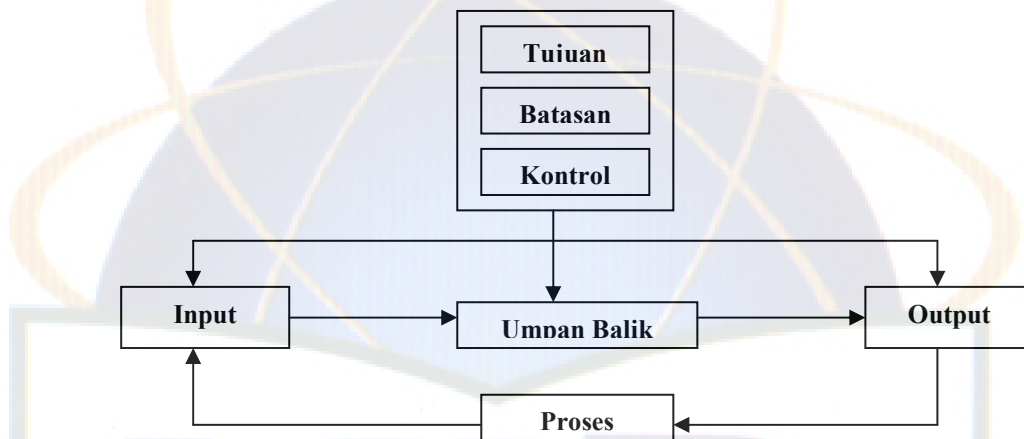 Tujuan
Batasan
Kontrol
Input
Umpan Balik
Output
Proses